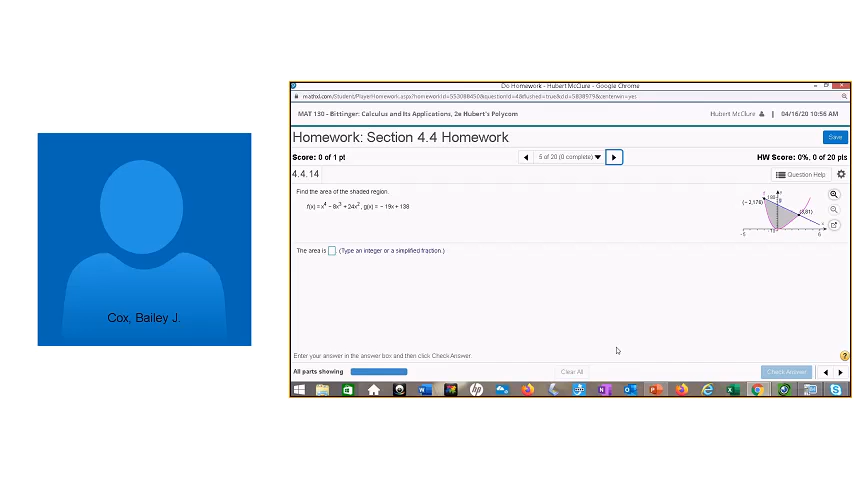 Do Homework - Hubert McClure - Google Chrome
MAT 130 - Bittinger: Calculus and Its Applications, 2e Hubert's Polycom
Hubert McClure | 04/16/20 10:56 AM
Homework: Section 4.4 Homework
Save
Score: 0 of 1 pt
5 of 20 (0 complete)
HW Score: 0%, 0 of 20 pts
4.4.14
Question Help
Find the area of the shaded region.
f(x) = x⁴ − 8x³ + 24x², g(x) = − 19x + 138
(−2,176)
(3,81)
-5
6
The area is (Type an integer or a simplified fraction.)
Cox, Bailey J.
Enter your answer in the answer box and then click Check Answer.
?
All parts showing
Clear All
Check Answer